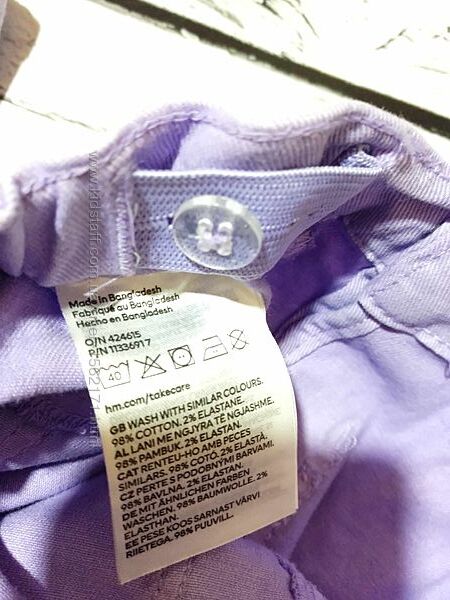 Made in Bangladesh
Fabriqué au Bangladesh
Hecho en Bangladesh
O/N 424615
P/N 1133691 7
40
hm.com/takecare
GB WASH WITH SIMILAR COLOURS.
98% COTTON. 2% ELASTANE.
AL LANI ME NGJYRA TË NGJASHME.
98% PAMBUK. 2% ELASTAN.
CAT RENTEU-HO AMB PECES
SIMILARS. 98% COTÓ. 2% ELASTÀ.
CZ PERTE S PODOBNÝMI BARVAMI.
98% BAVLNA. 2% ELASTAN.
DE MIT ÄHNLICHEN FARBEN
WASCHEN. 98% BAUMWOLLE. 2%
ELASTHAN.
EE PESE KOOS SARNAST VÄRVI
RIIETEGA. 98% PUUVILL.